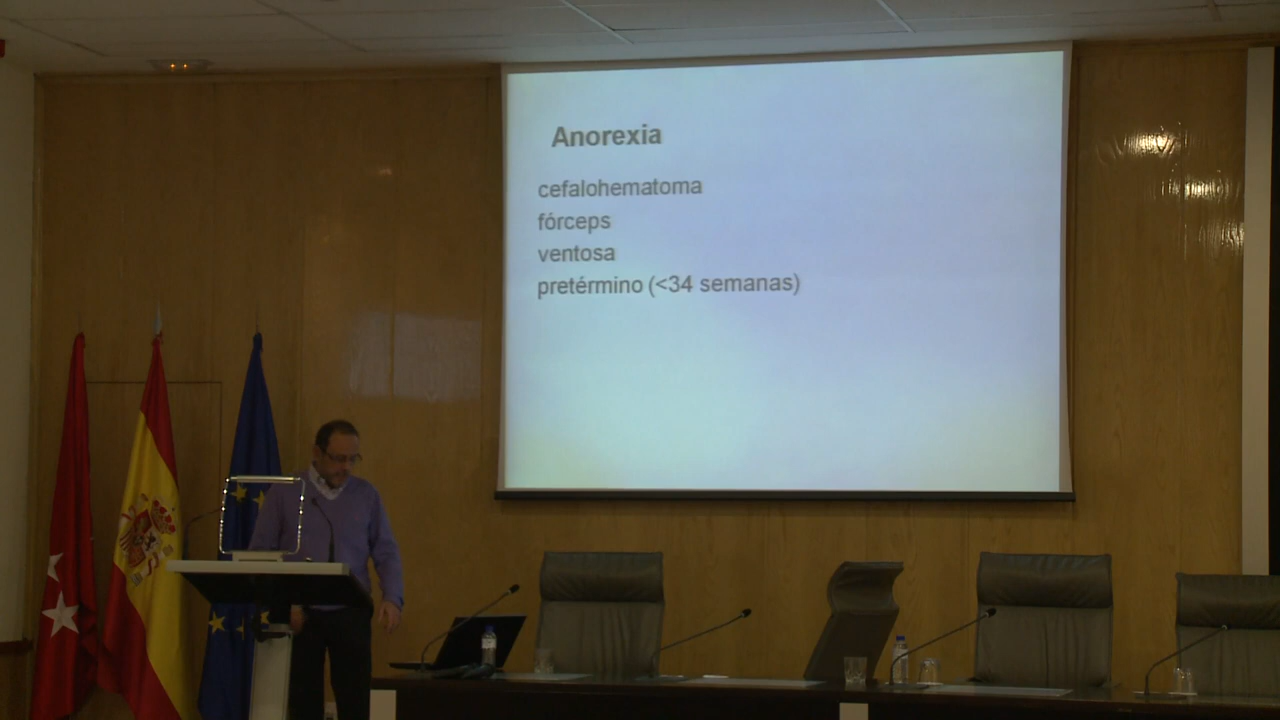 Anorexia
cefalohematoma
fórceps
ventosa
pretérmino (<34 semanas)